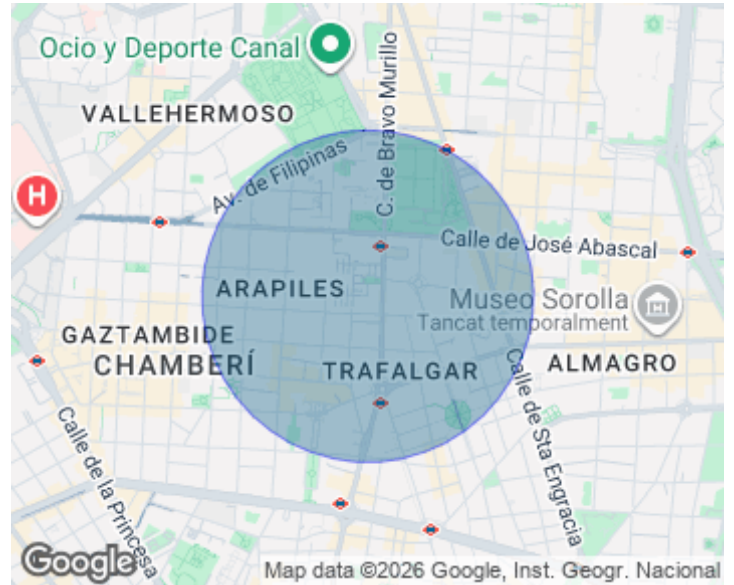 Ocio y Deporte Canal
VALLEHERMOSO
C. de Bravo Murillo
Av. de Filipinas
H
Calle de José Abascal
ARAPILES
Museo Sorolla
Tancat temporalment
GAZTAMBIDE
CHAMBERÍ
TRAFALGAR
ALMAGRO
Calle de Sta Engracia
Calle de la Princesa
Google
Map data ©2026 Google, Inst. Geogr. Nacional